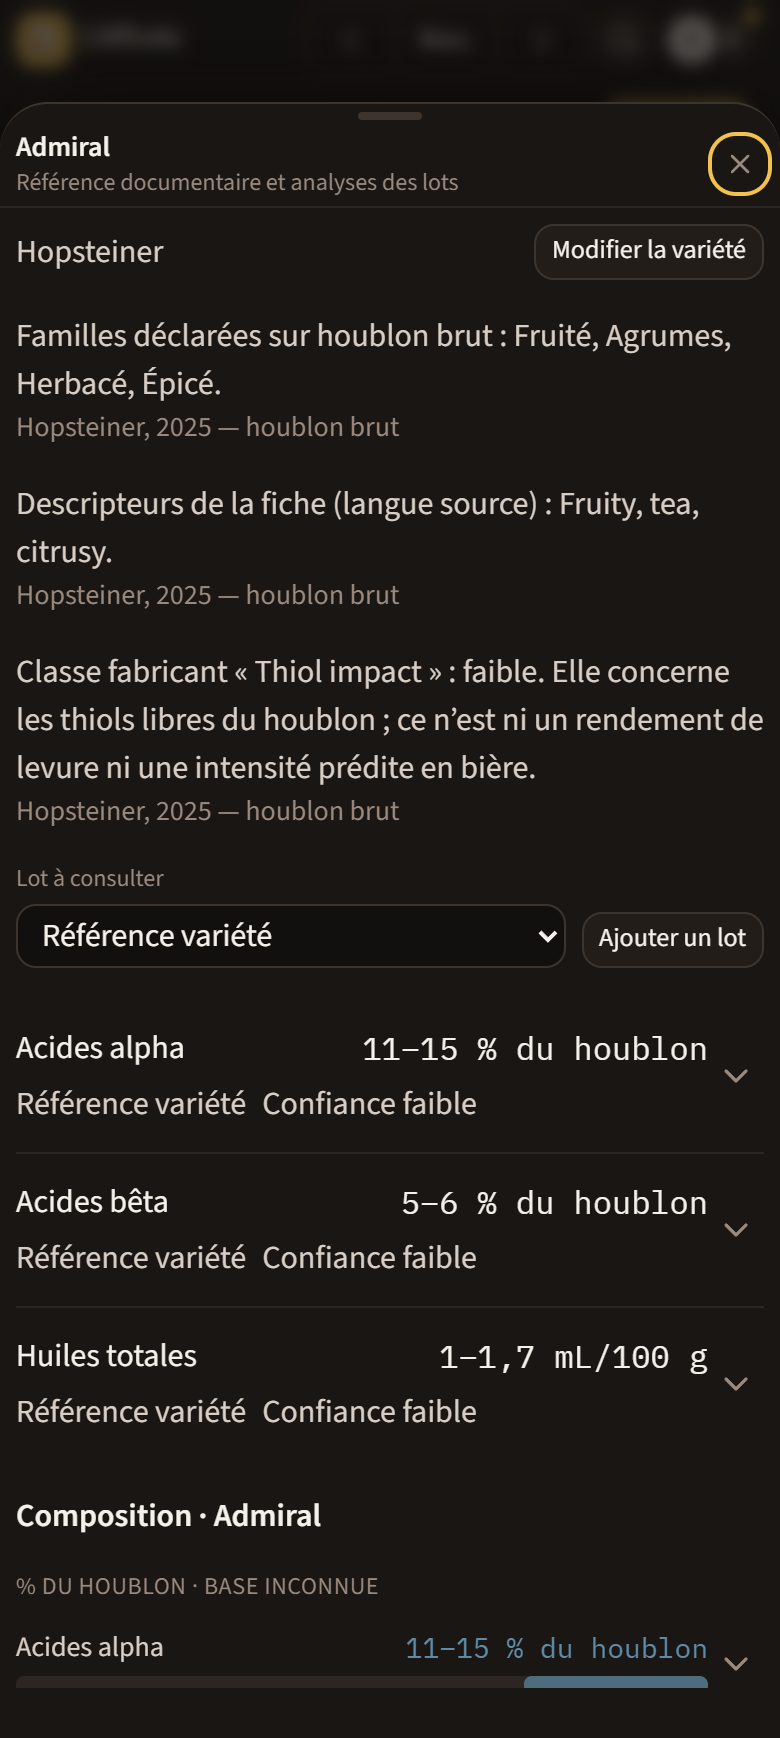 Admiral
Référence documentaire et analyses des lots
Hopsteiner
Modifier la variété
Familles déclarées sur houblon brut : Fruité, Agrumes,
Herbacé, Épicé.
Hopsteiner, 2025 — houblon brut
Descripteurs de la fiche (langue source) : Fruity, tea,
citrusy.
Hopsteiner, 2025 — houblon brut
Classe fabricant « Thiol impact » : faible. Elle concerne
les thiols libres du houblon ; ce n’est ni un rendement de
levure ni une intensité prédite en bière.
Hopsteiner, 2025 — houblon brut
Lot à consulter
Référence variété
Ajouter un lot
Acides alpha 11–15 % du houblon
Référence variété Confiance faible
Acides bêta 5–6 % du houblon
Référence variété Confiance faible
Huiles totales 1–1,7 mL/100 g
Référence variété Confiance faible
Composition · Admiral
% DU HOUBLON · BASE INCONNUE
Acides alpha 11–15 % du houblon